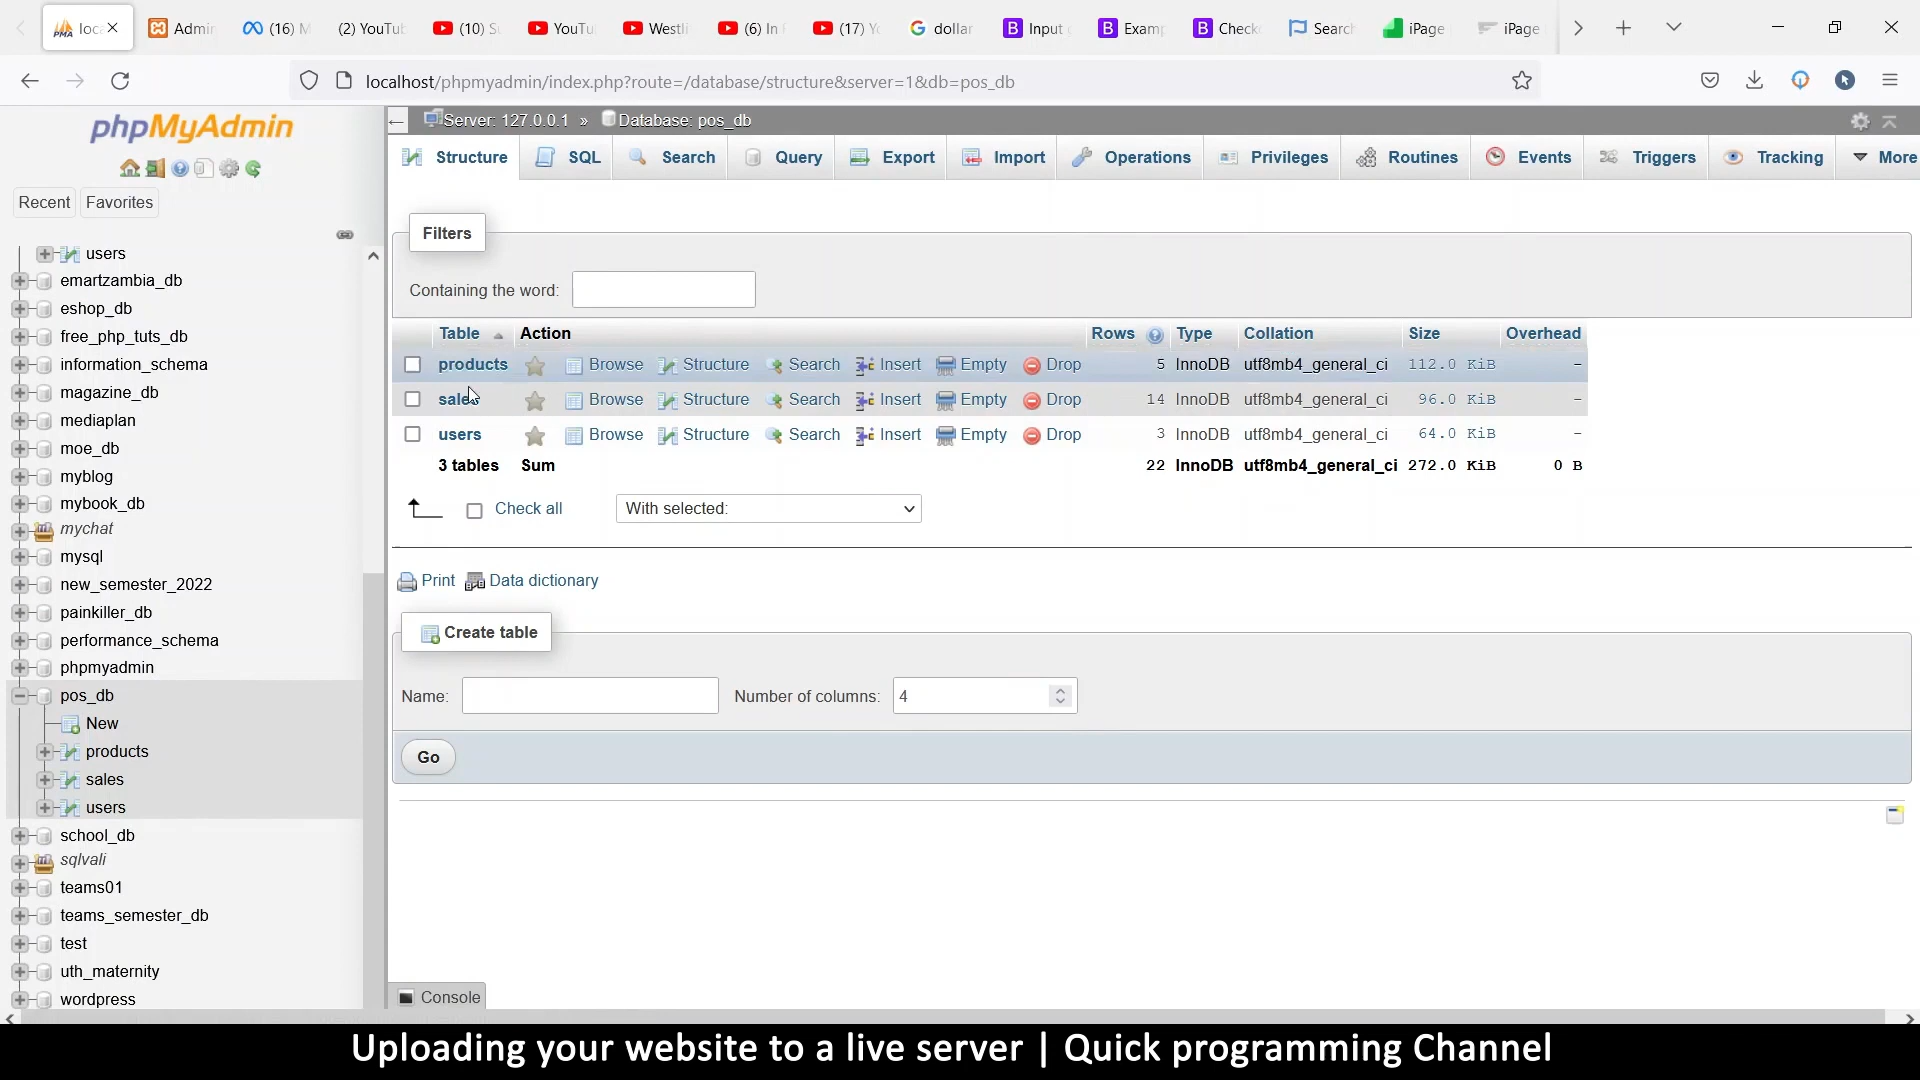 loc
Admin
(16) M
(2) YouTu
(10) S
YouTu
Westli
(6) In
(17) Y
dollar
Input
Examp
Check
Search
iPage
iPage
localhost/phpmyadmin/index.php?route=/database/structure&server=1&db=pos_db
phpMyAdmin
Recent
Favorites
users
emartzambia_db
eshop_db
free_php_tuts_db
information_schema
magazine_db
mediaplan
moe_db
myblog
mybook_db
mychat
mysql
new_semester_2022
painkiller_db
performance_schema
phpmyadmin
pos_db
New
products
sales
users
school_db
sqlvali
teams01
teams_semester_db
test
uth_maternity
wordpress
Server: 127.0.0.1 » Database: pos_db
Structure SQL Search Query Export Import Operations Privileges Routines Events Triggers Tracking More
Filters
Containing the word:
Table Action Rows Type Collation Size Overhead
products Browse Structure Search Insert Empty Drop 5 InnoDB utf8mb4_general_ci 112.0 KiB -
sales Browse Structure Search Insert Empty Drop 14 InnoDB utf8mb4_general_ci 96.0 KiB -
users Browse Structure Search Insert Empty Drop 3 InnoDB utf8mb4_general_ci 64.0 KiB -
3 tables Sum 22 InnoDB utf8mb4_general_ci 272.0 KiB 0 B
Check all With selected:
Print Data dictionary
Create table
Name: Number of columns: 4
Go
Console
Uploading your website to a live server | Quick programming Channel